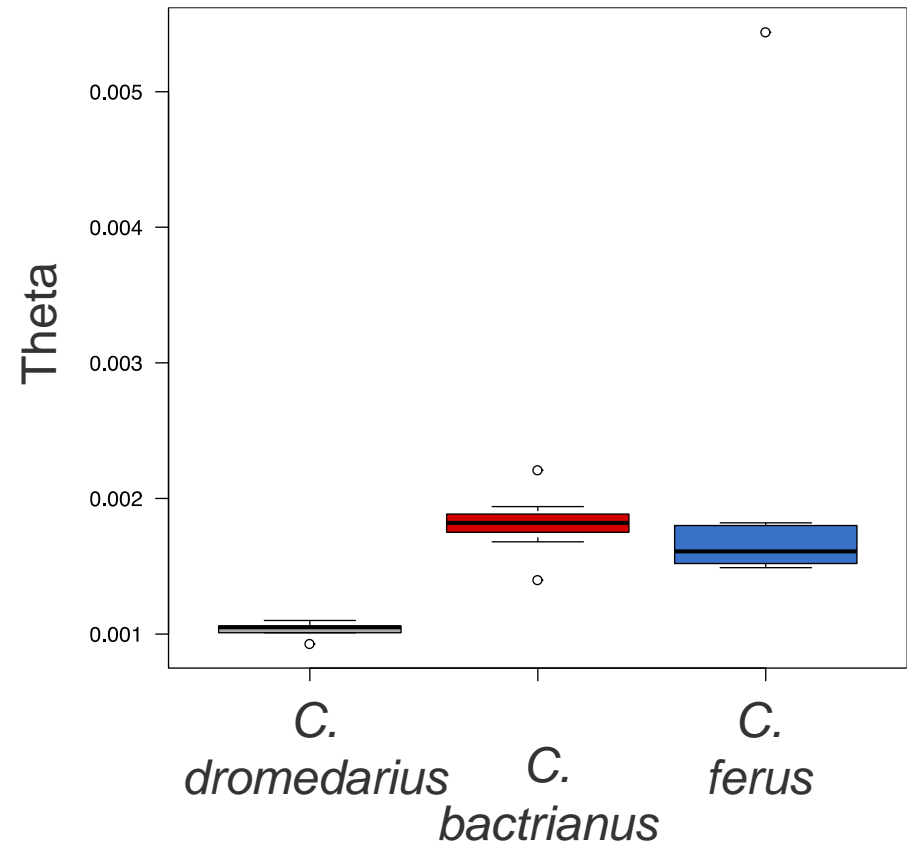 Theta
0.005
0.004
0.003
0.002
0.001
C.
dromedarius
C.
bactrianus
C.
ferus